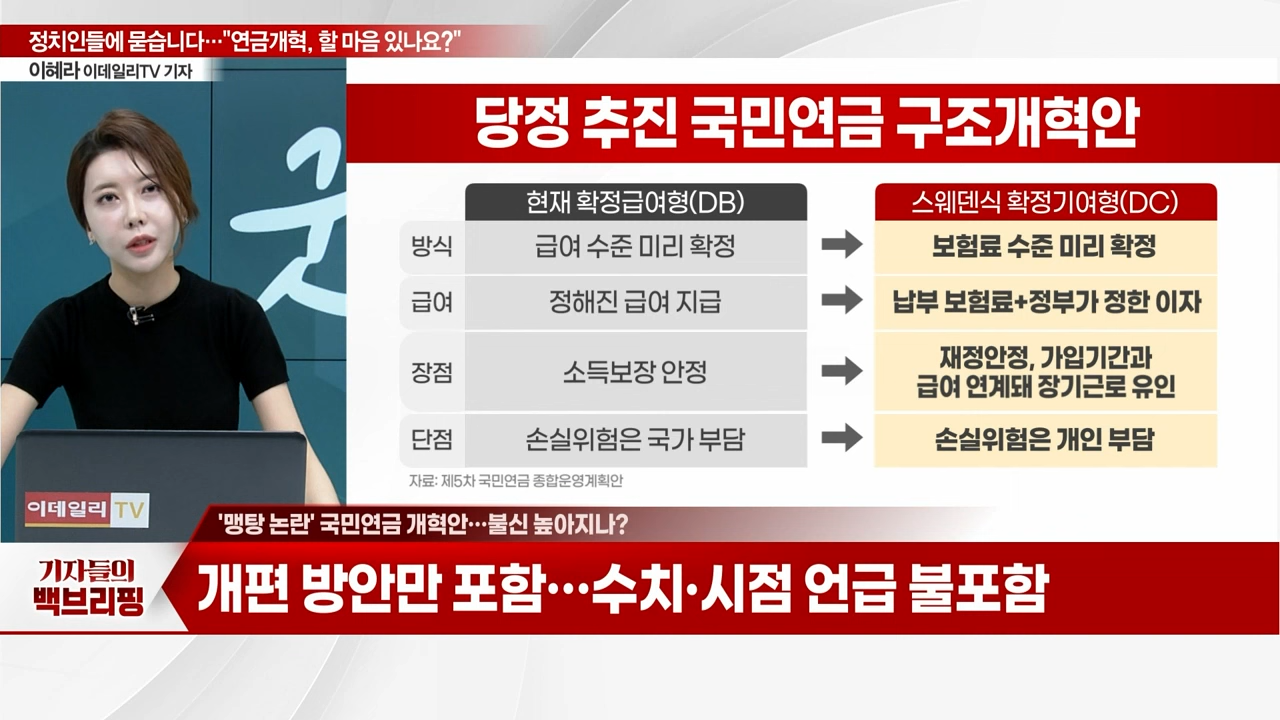 정치인들에 묻습니다…"연금개혁, 할 마음 있나요?"
이혜라 이데일리TV 기자
당정 추진 국민연금 구조개혁안
현재 확정급여형(DB)
스웨덴식 확정기여형(DC)
방식
급여 수준 미리 확정
보험료 수준 미리 확정
급여
정해진 급여 지급
납부 보험료+정부가 정한 이자
장점
소득보장 안정
재정안정, 가입기간과
급여 연계돼 장기근로 유인
단점
손실위험은 국가 부담
손실위험은 개인 부담
자료: 제5차 국민연금 종합운영계획안
이데일리 TV
'맹탕 논란' 국민연금 개혁안…불신 높아지나?
기자들의
백브리핑
개편 방안만 포함…수치·시점 언급 불포함